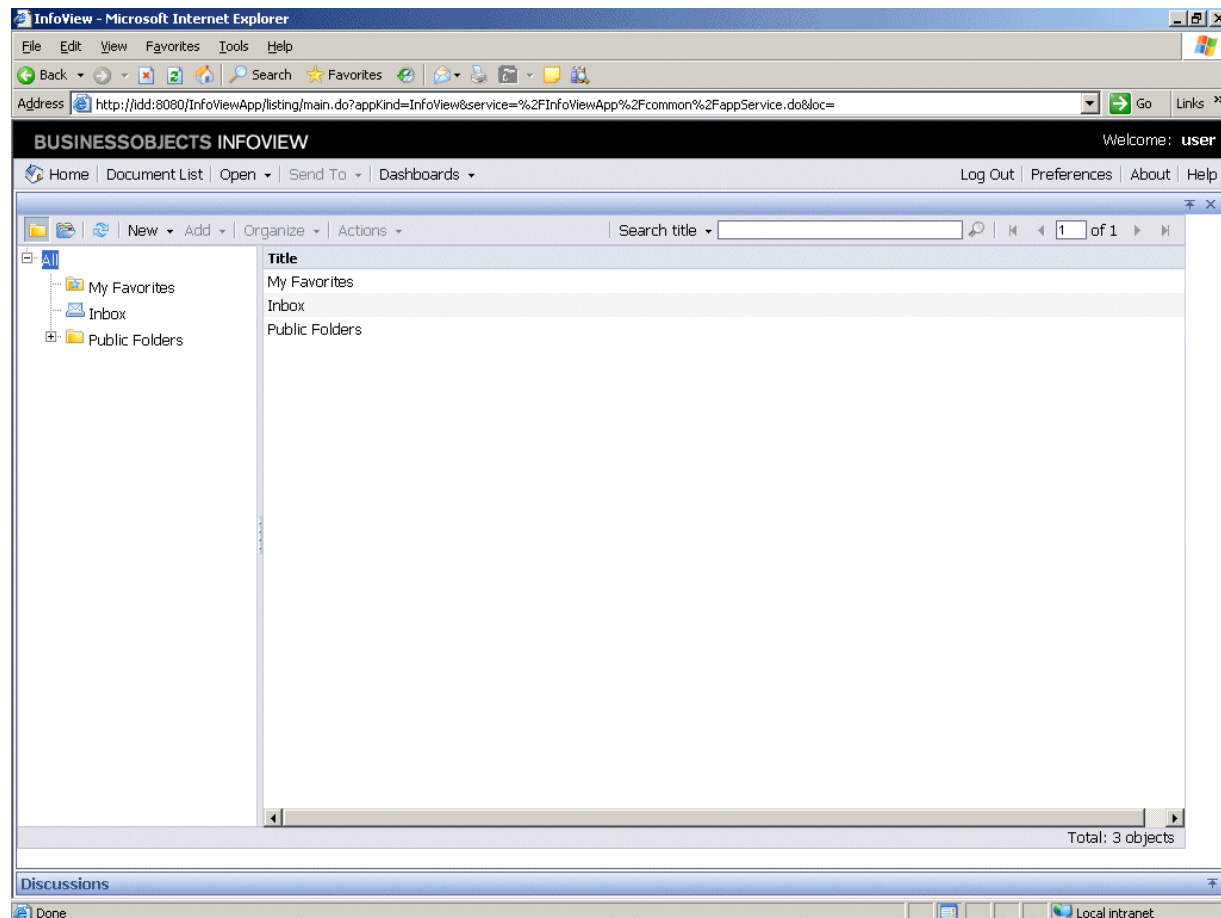 InfoView - Microsoft Internet Explorer
File Edit View Favorites Tools Help
Back Search Favorites
Address http://idd:8080/InfoViewApp/listing/main.do?appKind=InfoView&service=%2FInfoViewApp%2Fcommon%2FappService.do&loc= Go Links »
BUSINESSOBJECTS INFOVIEW Welcome: user
Home Document List Open Send To Dashboards Log Out Preferences About Help
New Add Organize Actions Search title 1 of 1
All Title
My Favorites My Favorites
Inbox Inbox
Public Folders Public Folders
Total: 3 objects
Discussions
Done Local intranet